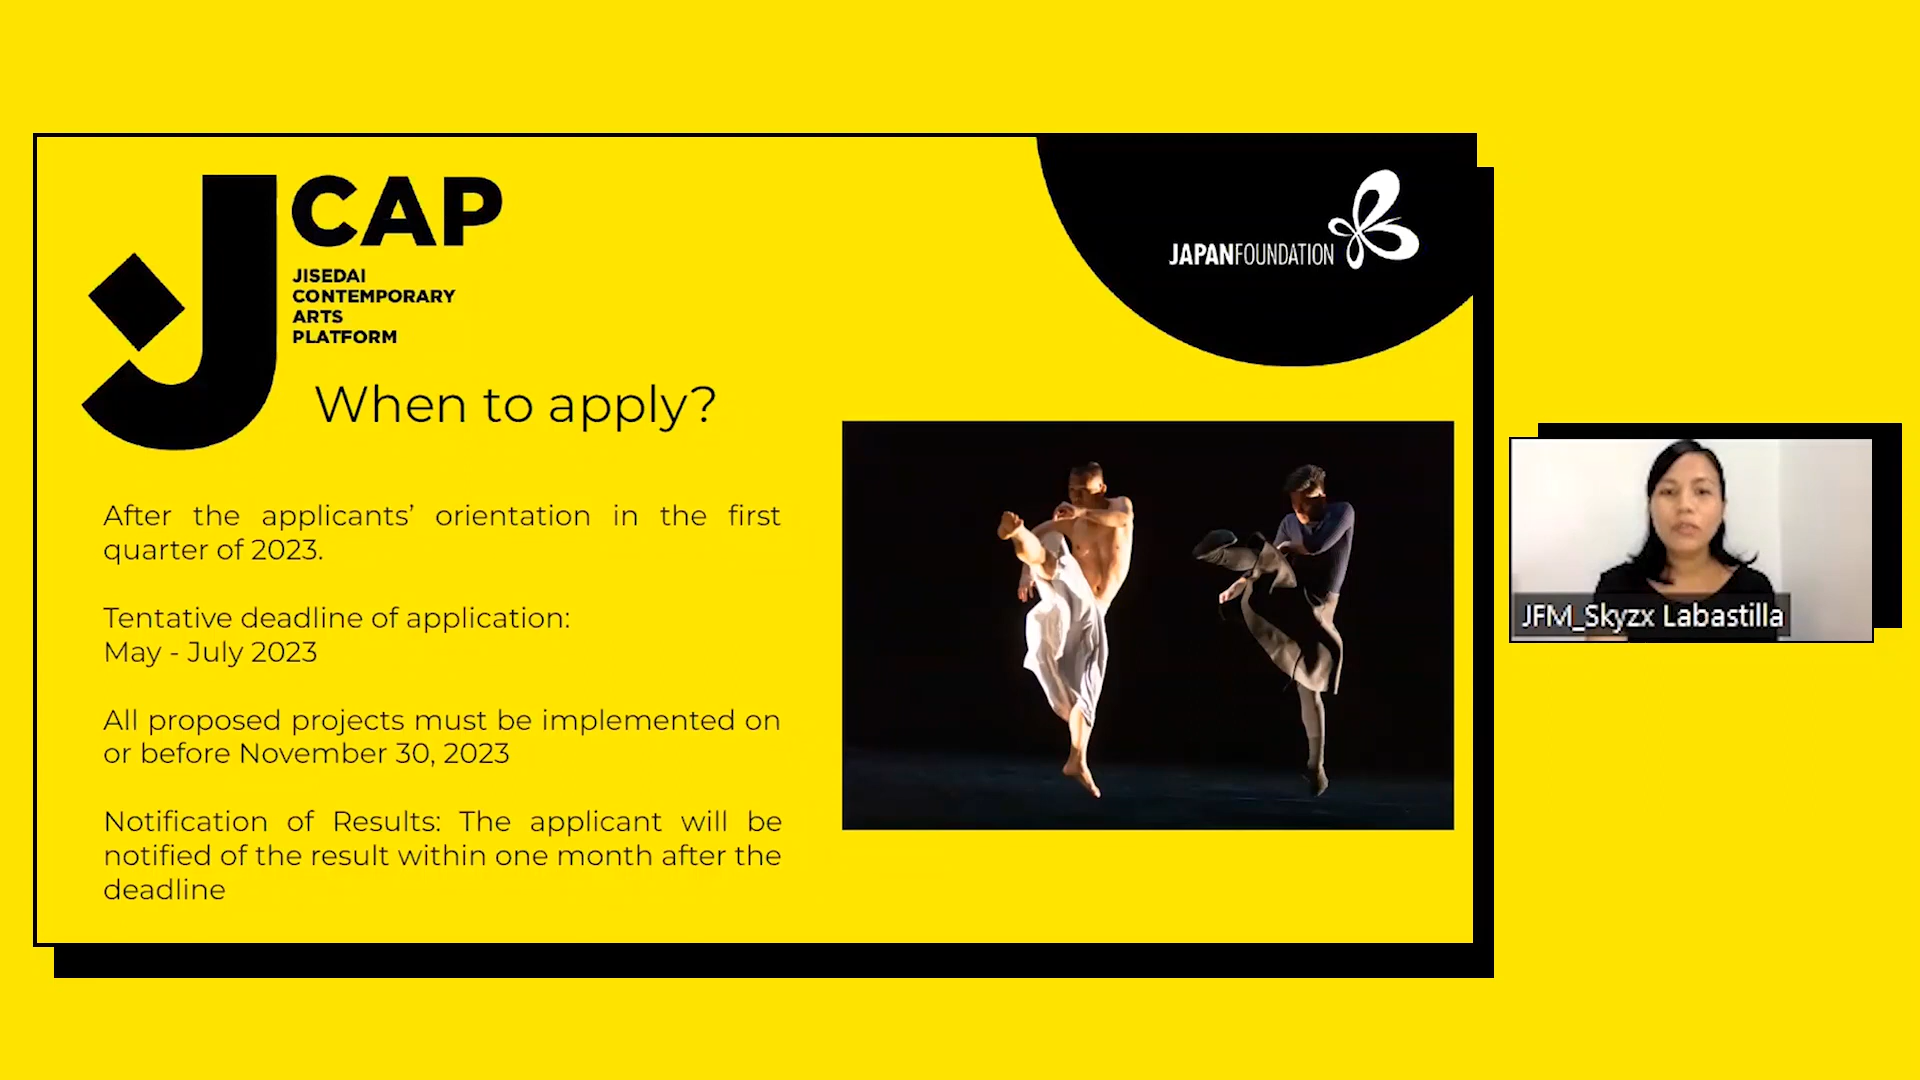 J CAP
JISEDAI
CONTEMPORARY
ARTS
PLATFORM
JAPANFOUNDATION
When to apply?
After the applicants’ orientation in the first
quarter of 2023.
Tentative deadline of application:
May - July 2023
All proposed projects must be implemented on
or before November 30, 2023
Notification of Results: The applicant will be
notified of the result within one month after the
deadline
JFM_Skyzx Labastilla